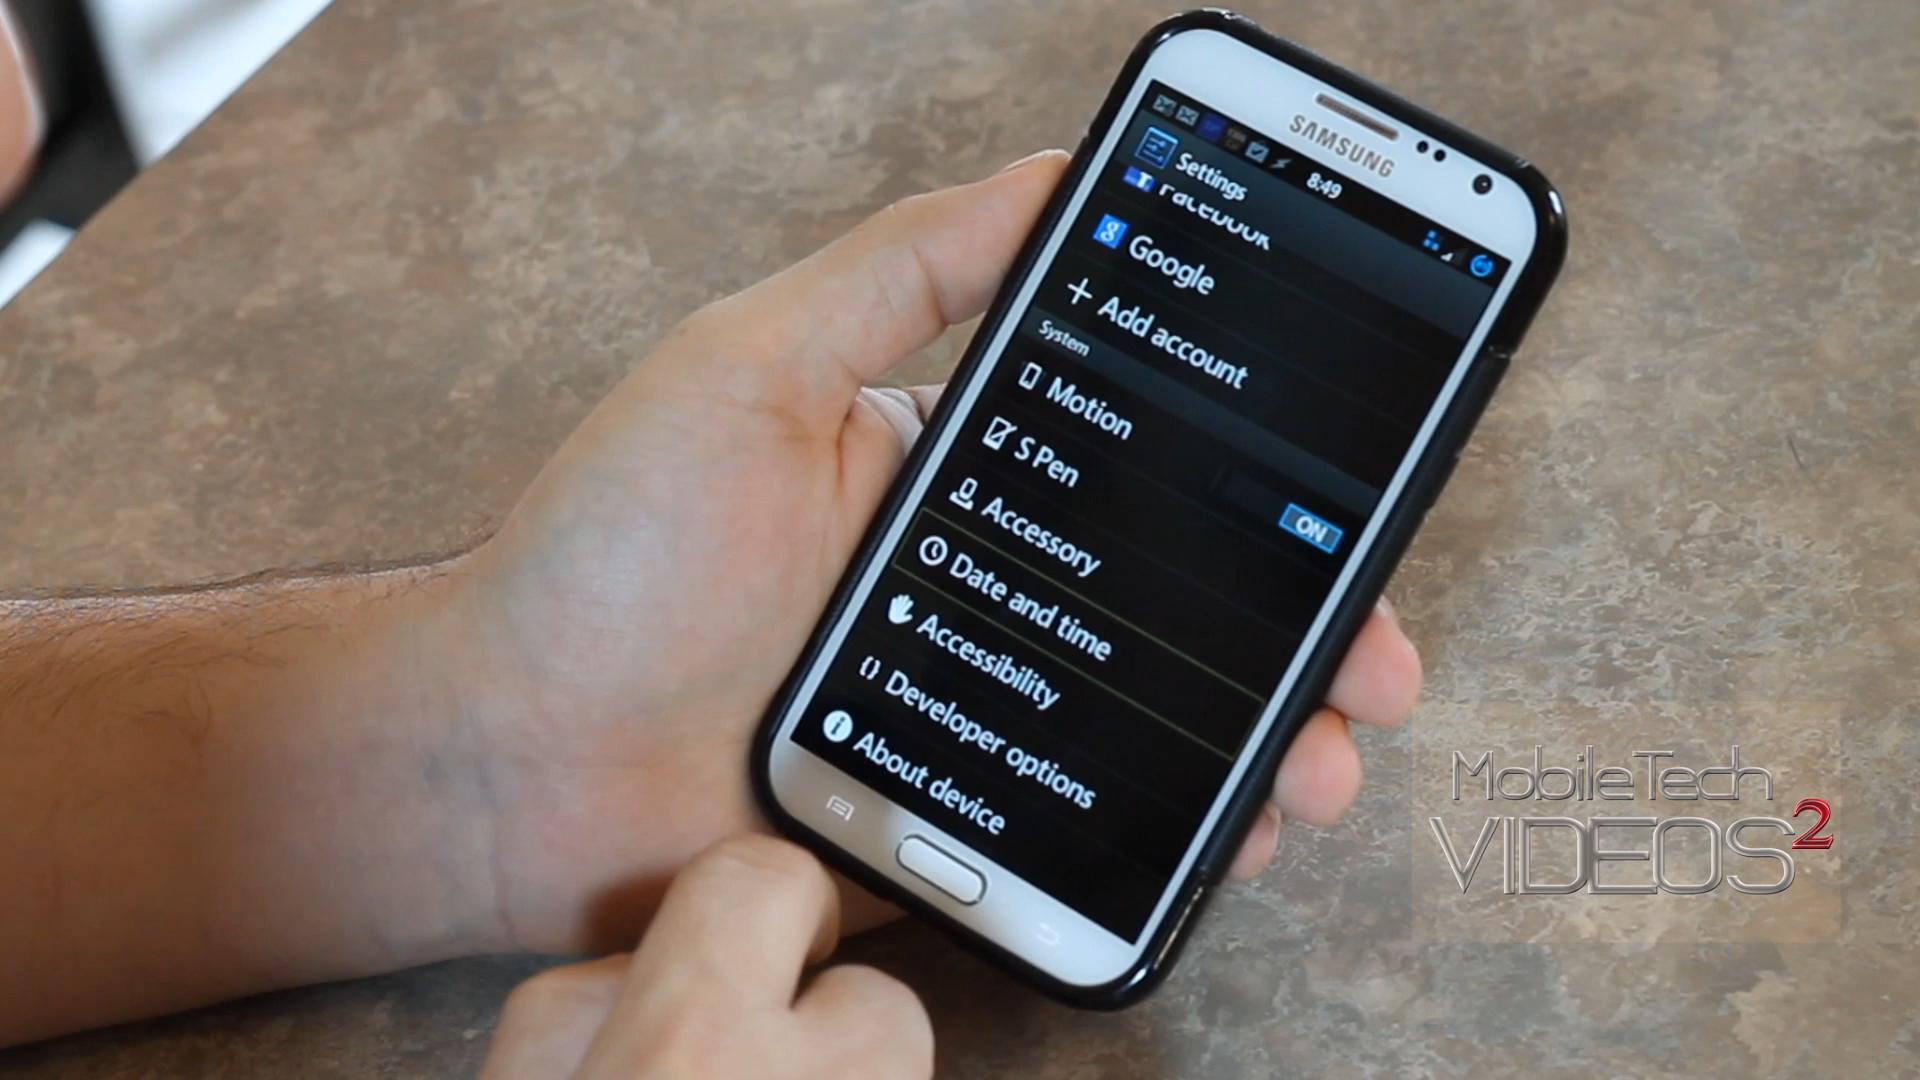 SAMSUNG
8:49
Settings
Facebook
Google
Add account
System
Motion
S Pen
ON
Accessory
Date and time
Accessibility
Developer options
About device
MobileTech
VIDEOS2